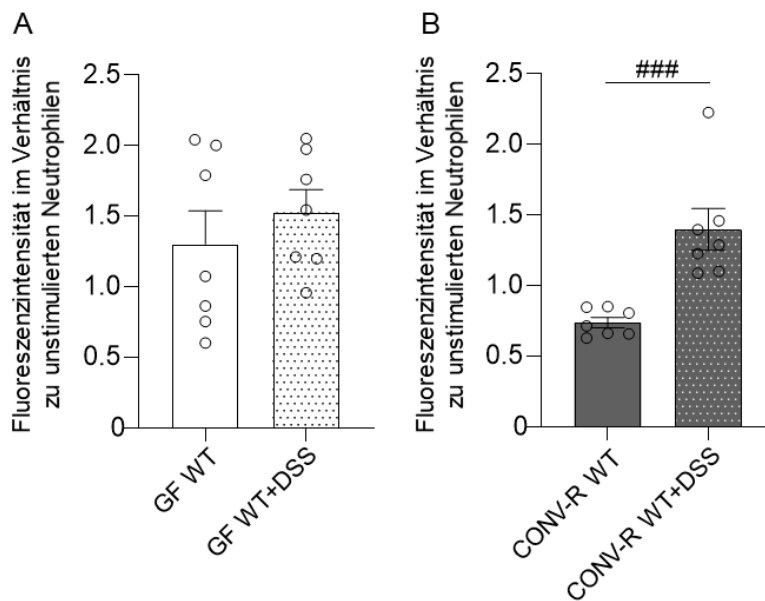 A
Fluoreszenzintensität im Verhältnis
zu unstimulierten Neutrophilen
2.5
2.0
1.5
1.0
0.5
0
GF WT
GF WT+DSS
B
Fluoreszenzintensität im Verhältnis
zu unstimulierten Neutrophilen
2.5
2.0
1.5
1.0
0.5
0
###
CONV-R WT
CONV-R WT+DSS